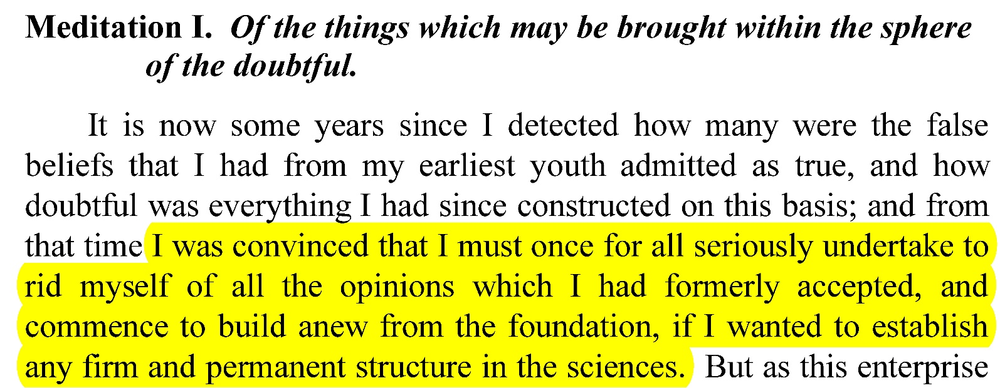 Meditation I. Of the things which may be brought within the sphere
of the doubtful.
It is now some years since I detected how many were the false
beliefs that I had from my earliest youth admitted as true, and how
doubtful was everything I had since constructed on this basis; and from
that time I was convinced that I must once for all seriously undertake to
rid myself of all the opinions which I had formerly accepted, and
commence to build anew from the foundation, if I wanted to establish
any firm and permanent structure in the sciences. But as this enterprise